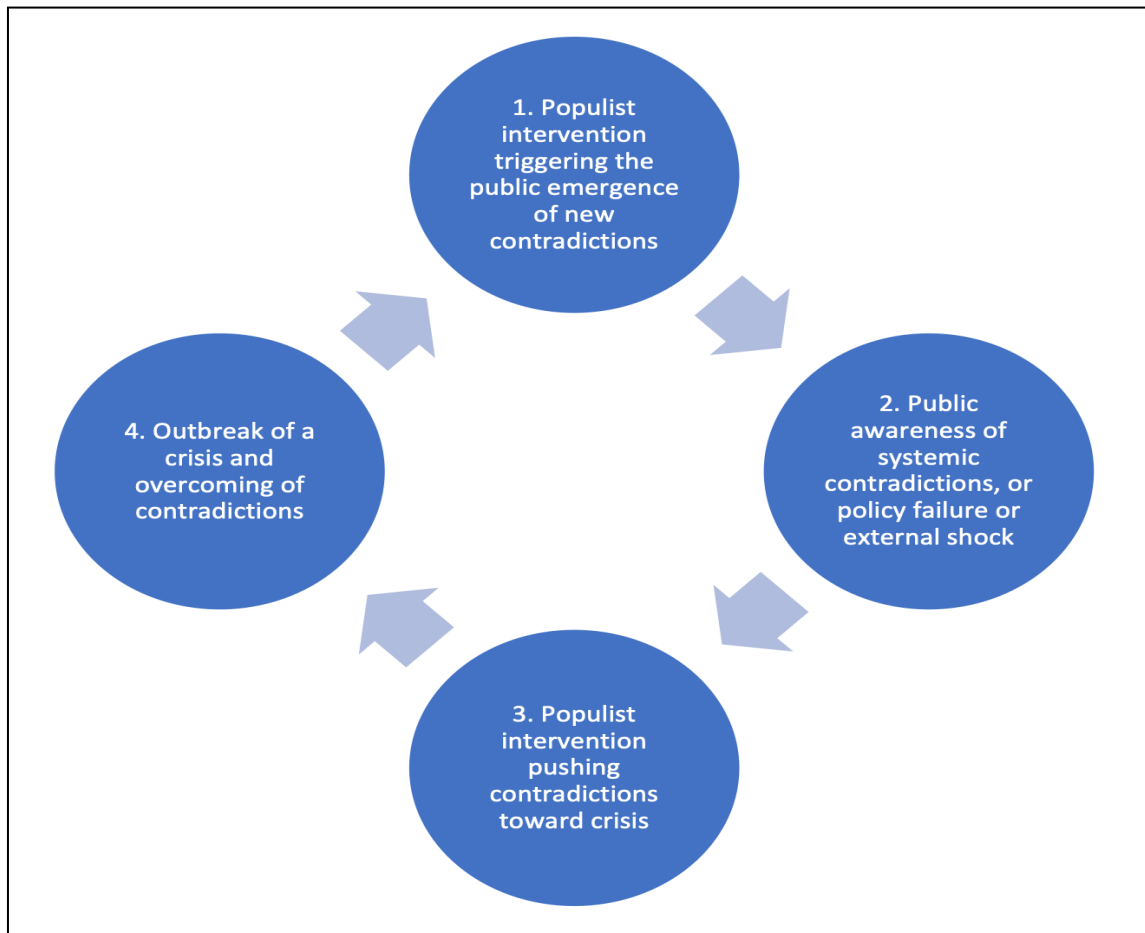 1. Populist
intervention
triggering the
public emergence
of new
contradictions
2. Public
awareness of
systemic
contradictions, or
policy failure or
external shock
3. Populist
intervention
pushing
contradictions
toward crisis
4. Outbreak of a
crisis and
overcoming of
contradictions